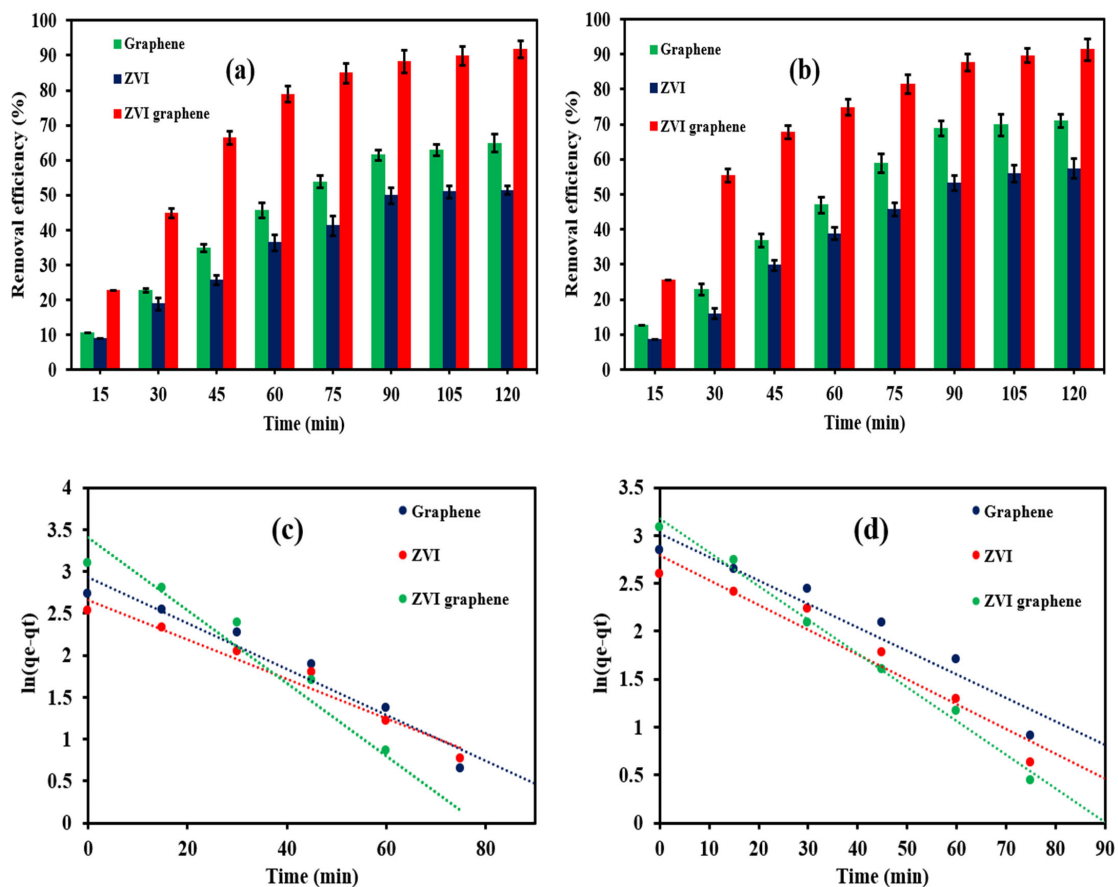 100
90
80
70
60
50
40
30
20
10
0
Removal efficiency (%)
Graphene
ZVI
ZVI graphene
(a)
15 30 45 60 75 90 105 120
Time (min)
100
90
80
70
60
50
40
30
20
10
0
Removal efficiency (%)
Graphene
ZVI
ZVI graphene
(b)
15 30 45 60 75 90 105 120
Time (min)
4
3.5
3
2.5
2
1.5
1
0.5
0
ln(qe-qt)
(c)
Graphene
ZVI
ZVI graphene
0 20 40 60 80
Time (min)
3.5
3
2.5
2
1.5
1
0.5
0
ln(qe-qt)
(d)
Graphene
ZVI
ZVI graphene
0 10 20 30 40 50 60 70 80 90
Time (min)